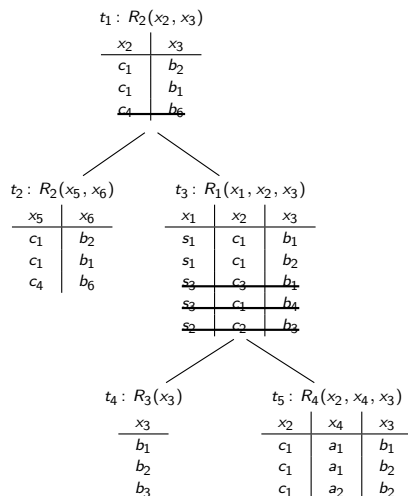 t₁: R₂(x₂, x₃)
x₂ x₃
c₁ b₂
c₁ b₁
c₄ b₆
t₂: R₂(x₅, x₆) t₃: R₁(x₁, x₂, x₃)
x₅ x₆ x₁ x₂ x₃
c₁ b₂ s₁ c₁ b₁
c₁ b₁ s₁ c₁ b₂
c₄ b₆ s₃ c₃ b₁
s₃ c₁ b₄
s₂ c₂ b₃
t₄: R₃(x₃) t₅: R₄(x₂, x₄, x₃)
x₃ x₂ x₄ x₃
b₁ c₁ a₁ b₁
b₂ c₁ a₁ b₂
b₃ c₁ a₂ b₂